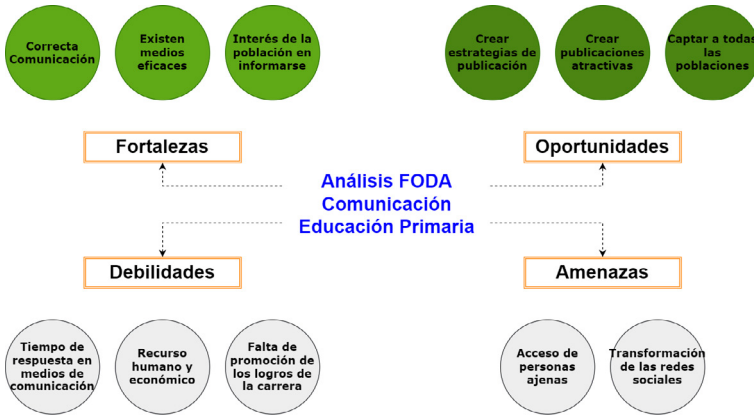 Correcta
Comunicación
Existen
medios
eficaces
Interés de la
población en
informarse
Crear
estrategias de
publicación
Crear
publicaciones
atractivas
Captar a todas
las
poblaciones
Fortalezas
Oportunidades
Análisis FODA
Comunicación
Educación Primaria
Debilidades
Amenazas
Tiempo de
respuesta en
medios de
comunicación
Recurso
humano y
económico
Falta de
promoción de
los logros de
la carrera
Acceso de
personas
ajenas
Transformación
de las redes
sociales